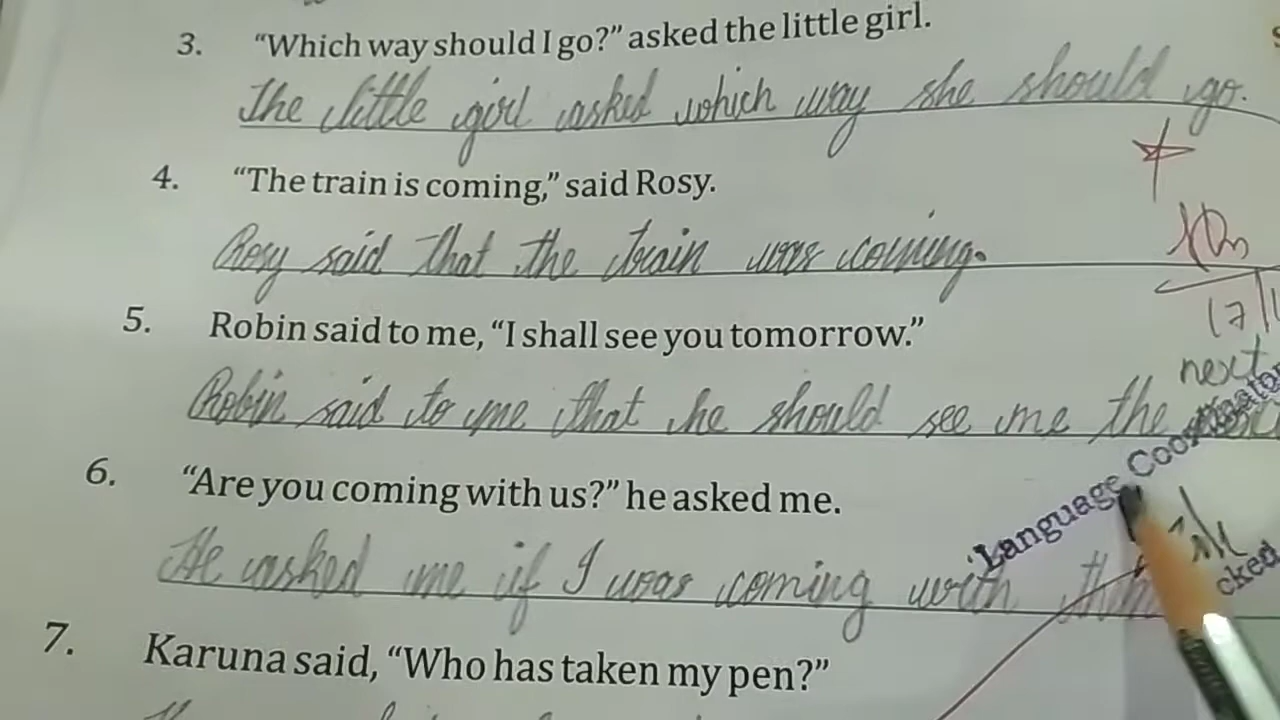 3. "Which way should I go?" asked the little girl.
The little girl asked which way she should go.
4. "The train is coming," said Rosy.
Rosy said that the train was coming.
17/1
5. Robin said to me, "I shall see you tomorrow."
next
Robin said to me that he should see me the
Language Coordinator
6. "Are you coming with us?" he asked me.
cked
He asked me if I was coming with
7. Karuna said, "Who has taken my pen?"